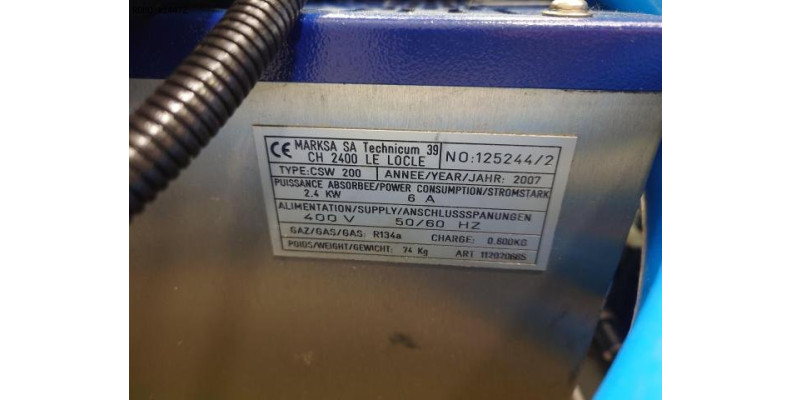 CE MARKSA SA Technicum 39
CH 2400 LE LOCLE
NO:125244/2
TYPE:CSW 200
ANNEE/YEAR/JAHR: 2007
PUISSANCE ABSORBEE/POWER CONSUMPTION/STROMSTARK
2.4 KW 6 A
ALIMENTATION/SUPPLY/ANSCHLUSSSPANUNGEN
400 V 50/60 HZ
GAZ/GAS/GAS: R134a CHARGE: 0.600KG
POIDS/WEIGHT/GEWICHT: 74 Kg ART